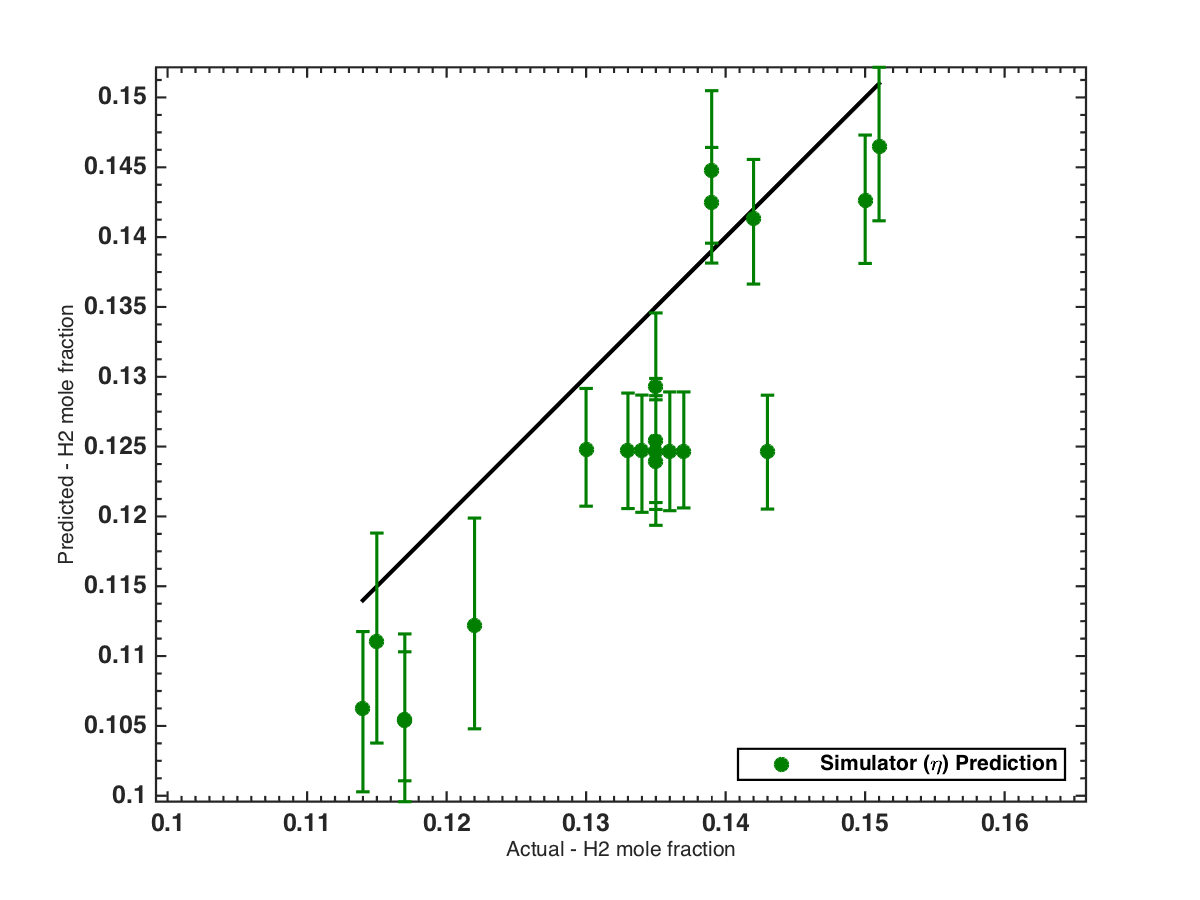 0.15
0.145
0.14
0.135
0.13
0.125
0.12
0.115
0.11
0.105
0.1
Predicted - H2 mole fraction
Simulator (η) Prediction
0.1 0.11 0.12 0.13 0.14 0.15 0.16
Actual - H2 mole fraction